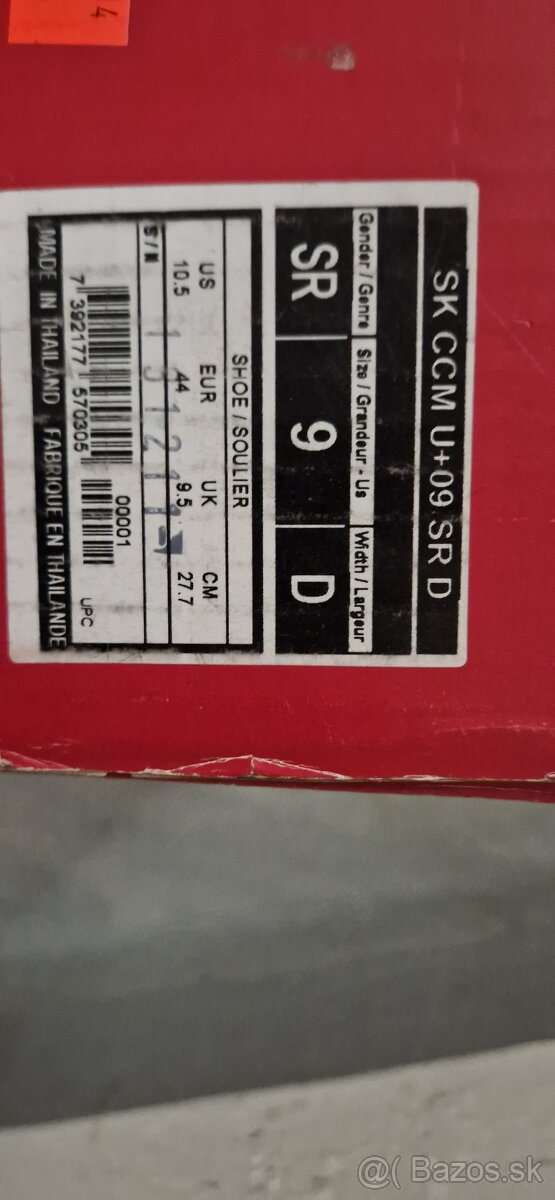 4
SK CCM U+09 SR D
Gender / Genre Size / Grandeur - Us Width / Largeur
SR 9 D
SHOE / SOULIER
US EUR UK CM
10.5 44 9.5 27.7
S/N 131211
7 392177 570305 00001
UPC
MADE IN THAILAND FABRIQUE EN THAILANDE
@( Bazos.sk